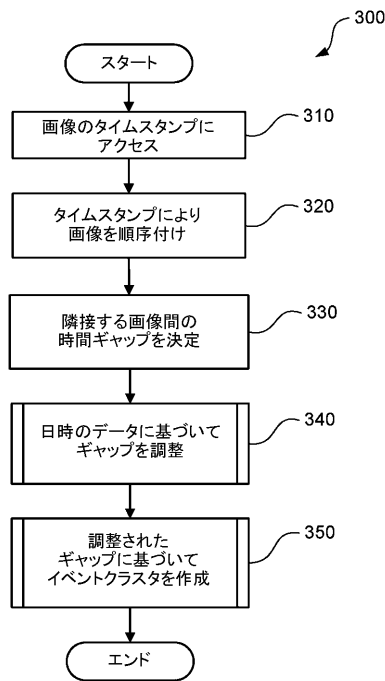 300
スタート
画像のタイムスタンプに
アクセス
310
タイムスタンプにより
画像を順序付け
320
隣接する画像間の
時間ギャップを決定
330
日時のデータに基づいて
ギャップを調整
340
調整された
ギャップに基づいて
イベントクラスタを作成
350
エンド